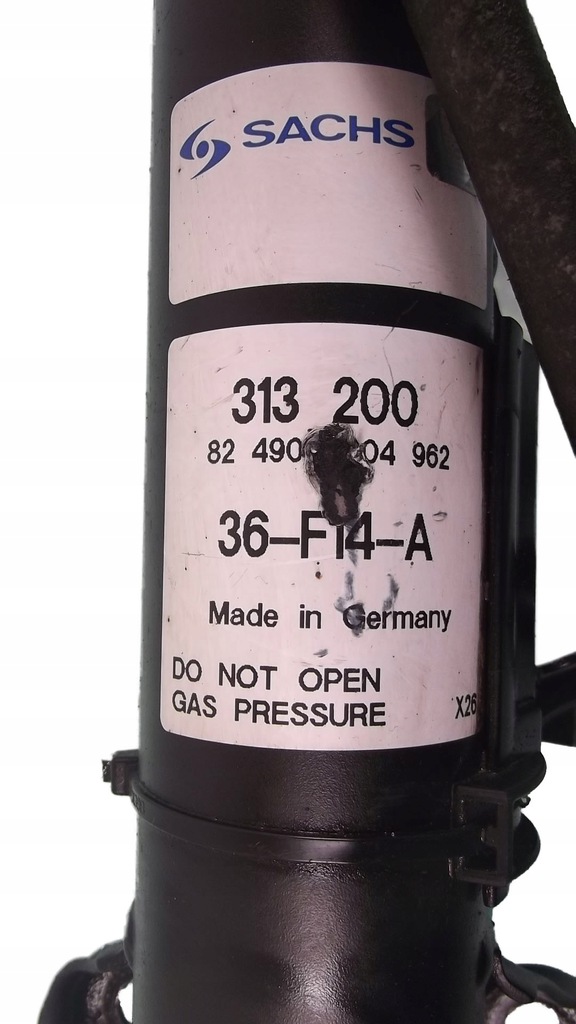 SACHS
313 200
82 490 04 962
36-F14-A
Made in Germany
DO NOT OPEN
GAS PRESSURE
X26